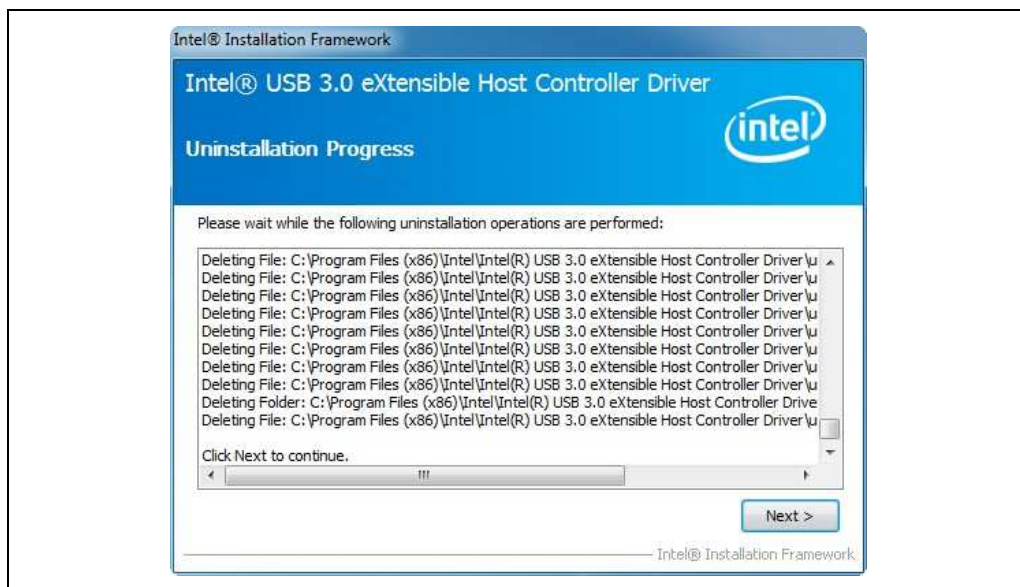 Intel® Installation Framework
Intel® USB 3.0 eXtensible Host Controller Driver
intel
Uninstallation Progress
Please wait while the following uninstallation operations are performed:
Deleting File: C:\Program Files (x86)\Intel\Intel(R) USB 3.0 eXtensible Host Controller Driver\u
Deleting File: C:\Program Files (x86)\Intel\Intel(R) USB 3.0 eXtensible Host Controller Driver\u
Deleting File: C:\Program Files (x86)\Intel\Intel(R) USB 3.0 eXtensible Host Controller Driver\u
Deleting File: C:\Program Files (x86)\Intel\Intel(R) USB 3.0 eXtensible Host Controller Driver\u
Deleting File: C:\Program Files (x86)\Intel\Intel(R) USB 3.0 eXtensible Host Controller Driver\u
Deleting File: C:\Program Files (x86)\Intel\Intel(R) USB 3.0 eXtensible Host Controller Driver\u
Deleting File: C:\Program Files (x86)\Intel\Intel(R) USB 3.0 eXtensible Host Controller Driver\u
Deleting File: C:\Program Files (x86)\Intel\Intel(R) USB 3.0 eXtensible Host Controller Driver\u
Deleting Folder: C:\Program Files (x86)\Intel\Intel(R) USB 3.0 eXtensible Host Controller Drive
Deleting File: C:\Program Files (x86)\Intel\Intel(R) USB 3.0 eXtensible Host Controller Driver\u
Click Next to continue.
Next >
Intel® Installation Framework